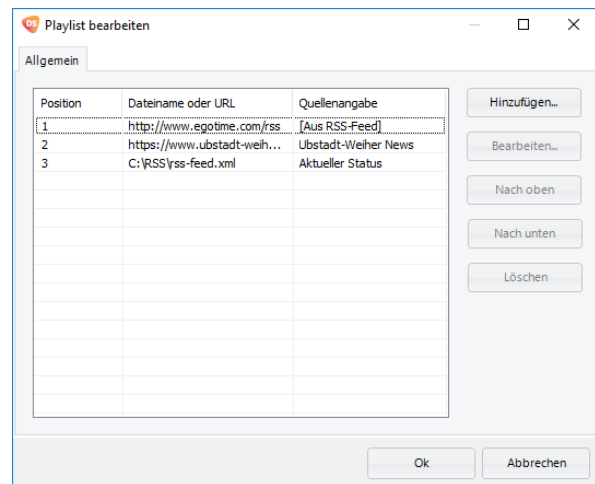 DS Playlist bearbeiten
Allgemein
Position Dateiname oder URL Quellenangabe
1 http://www.egotime.com/rss [Aus RSS-Feed]
2 https://www.ubstadt-weih... Ubstadt-Weiher News
3 C:\RSS\rss-feed.xml Aktueller Status
Hinzufügen...
Bearbeiten...
Nach oben
Nach unten
Löschen
Ok Abbrechen